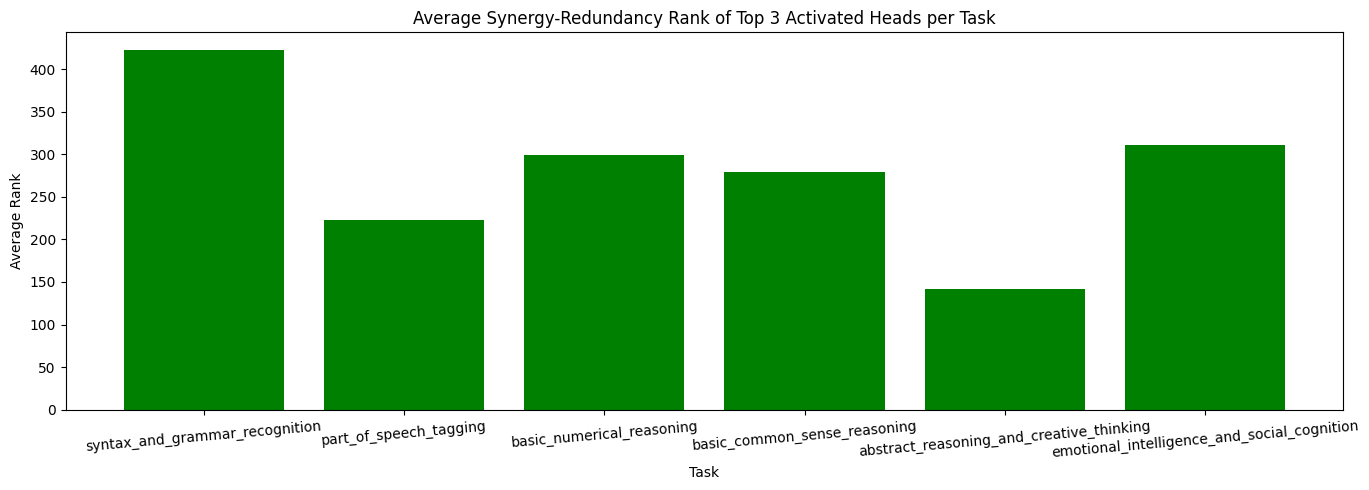 Average Synergy-Redundancy Rank of Top 3 Activated Heads per Task
400
350
300
250
200
150
100
50
0
Average Rank
syntax_and_grammar_recognition
part_of_speech_tagging
basic_numerical_reasoning
basic_common_sense_reasoning
abstract_reasoning_and_creative_thinking
emotional_intelligence_and_social_cognition
Task